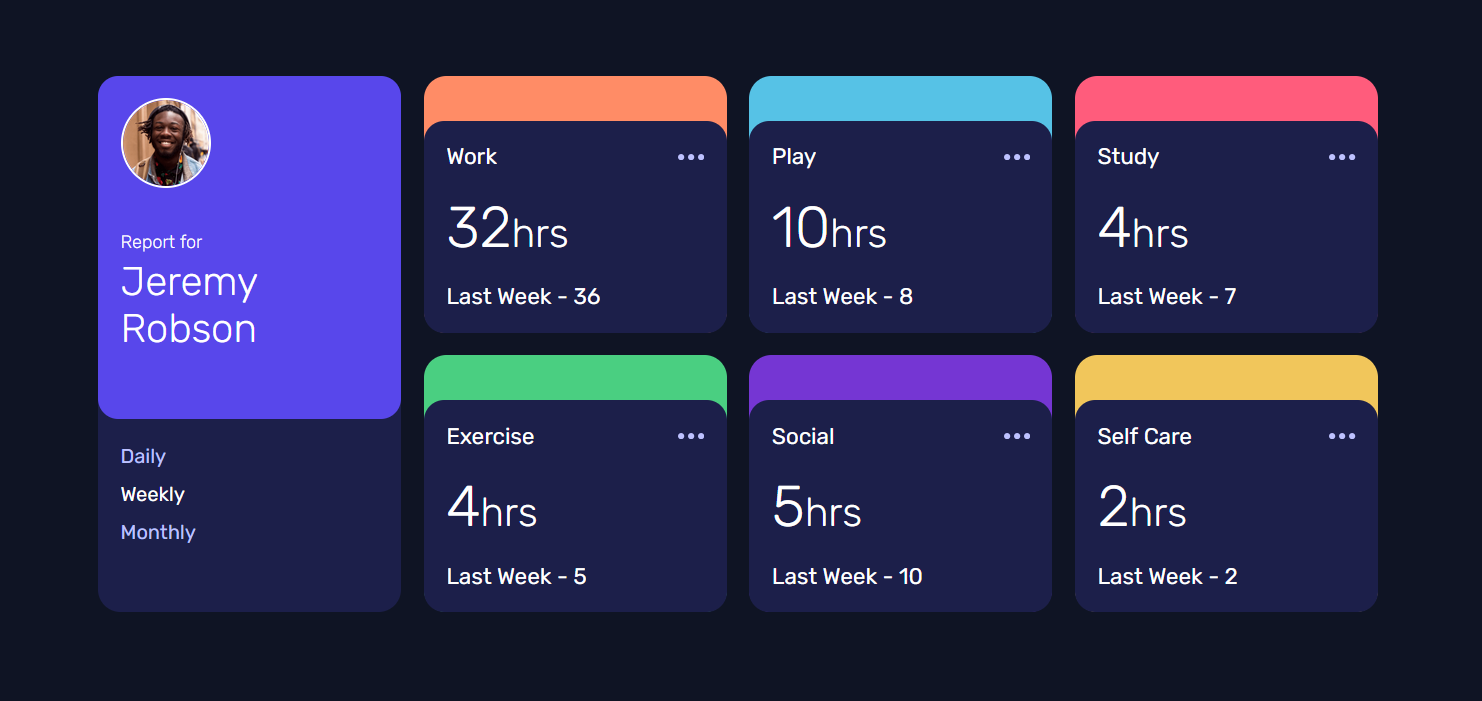 Report for
Jeremy
Robson
Daily
Weekly
Monthly
Work
32hrs
Last Week - 36
Play
10hrs
Last Week - 8
Study
4hrs
Last Week - 7
Exercise
4hrs
Last Week - 5
Social
5hrs
Last Week - 10
Self Care
2hrs
Last Week - 2